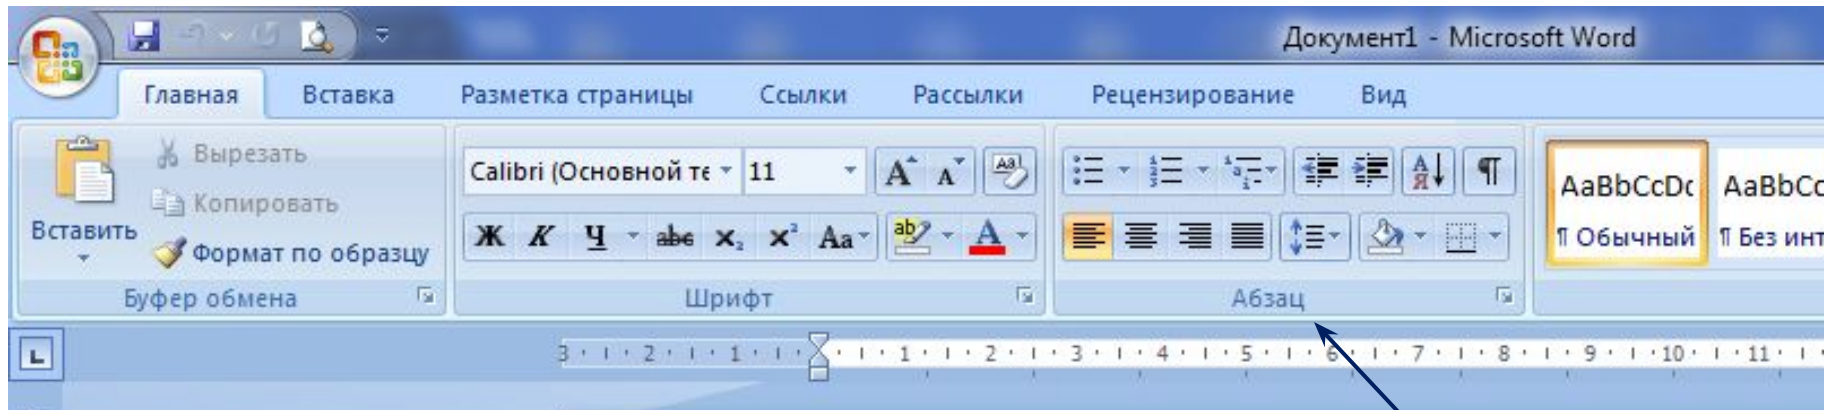 Документ1 - Microsoft Word
Главная Вставка Разметка страницы Ссылки Рассылки Рецензирование Вид
Вставить
Вырезать
Копировать
Формат по образцу
Буфер обмена
Calibri (Основной те 11
Ж К Ч abc x₂ x² Aa ab А
Шрифт
А Я ¶
Абзац
AaBbCcDc AaBbCc
¶ Обычный ¶ Без инт
3 2 1 1 2 3 4 5 6 7 8 9 10 11